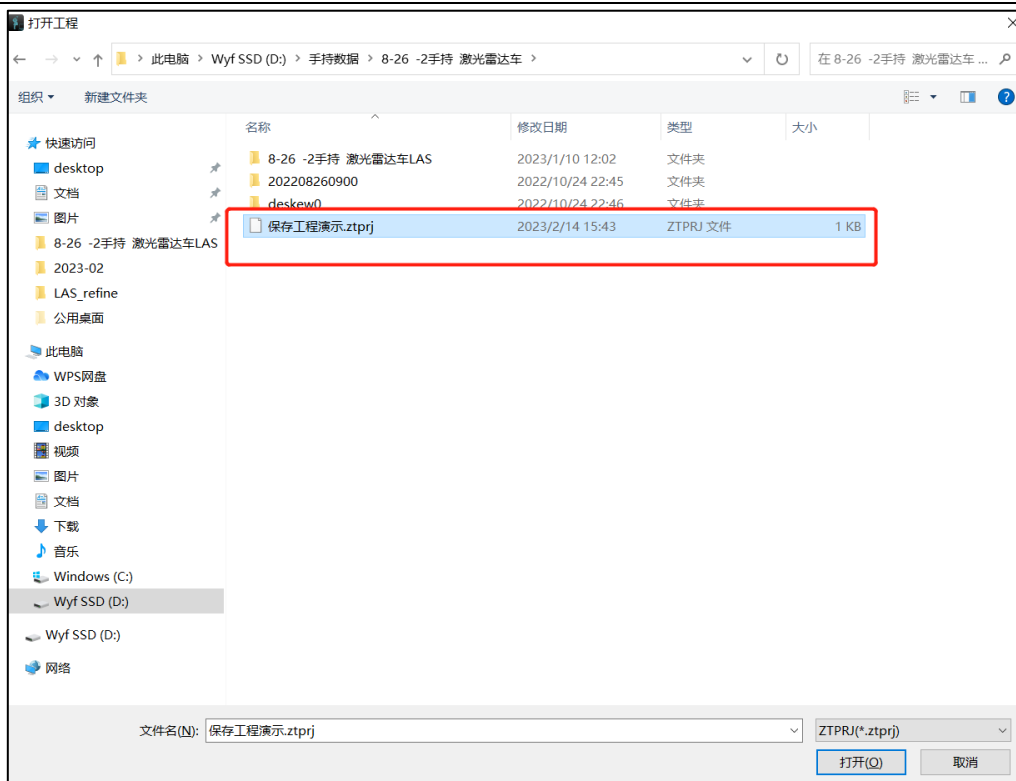 打开工程
此电脑 > Wyf SSD (D:) > 手持数据 > 8-26 -2手持 激光雷达车 >
在 8-26 -2手持 激光雷达车 ...
组织 新建文件夹
名称 修改日期 类型 大小
8-26 -2手持 激光雷达车LAS 2023/1/10 12:02 文件夹
202208260900 2022/10/24 22:45 文件夹
deskew0 2022/10/24 22:46 文件夹
保存工程演示.ztprj 2023/2/14 15:43 ZTPRJ 文件 1 KB
快速访问
desktop
文档
图片
8-26 -2手持 激光雷达车LAS
2023-02
LAS_refine
公用桌面
此电脑
WPS网盘
3D 对象
desktop
视频
图片
文档
下载
音乐
Windows (C:)
Wyf SSD (D:)
Wyf SSD (D:)
网络
文件名(N): 保存工程演示.ztprj ZTPRJ(*.ztprj)
打开(O) 取消